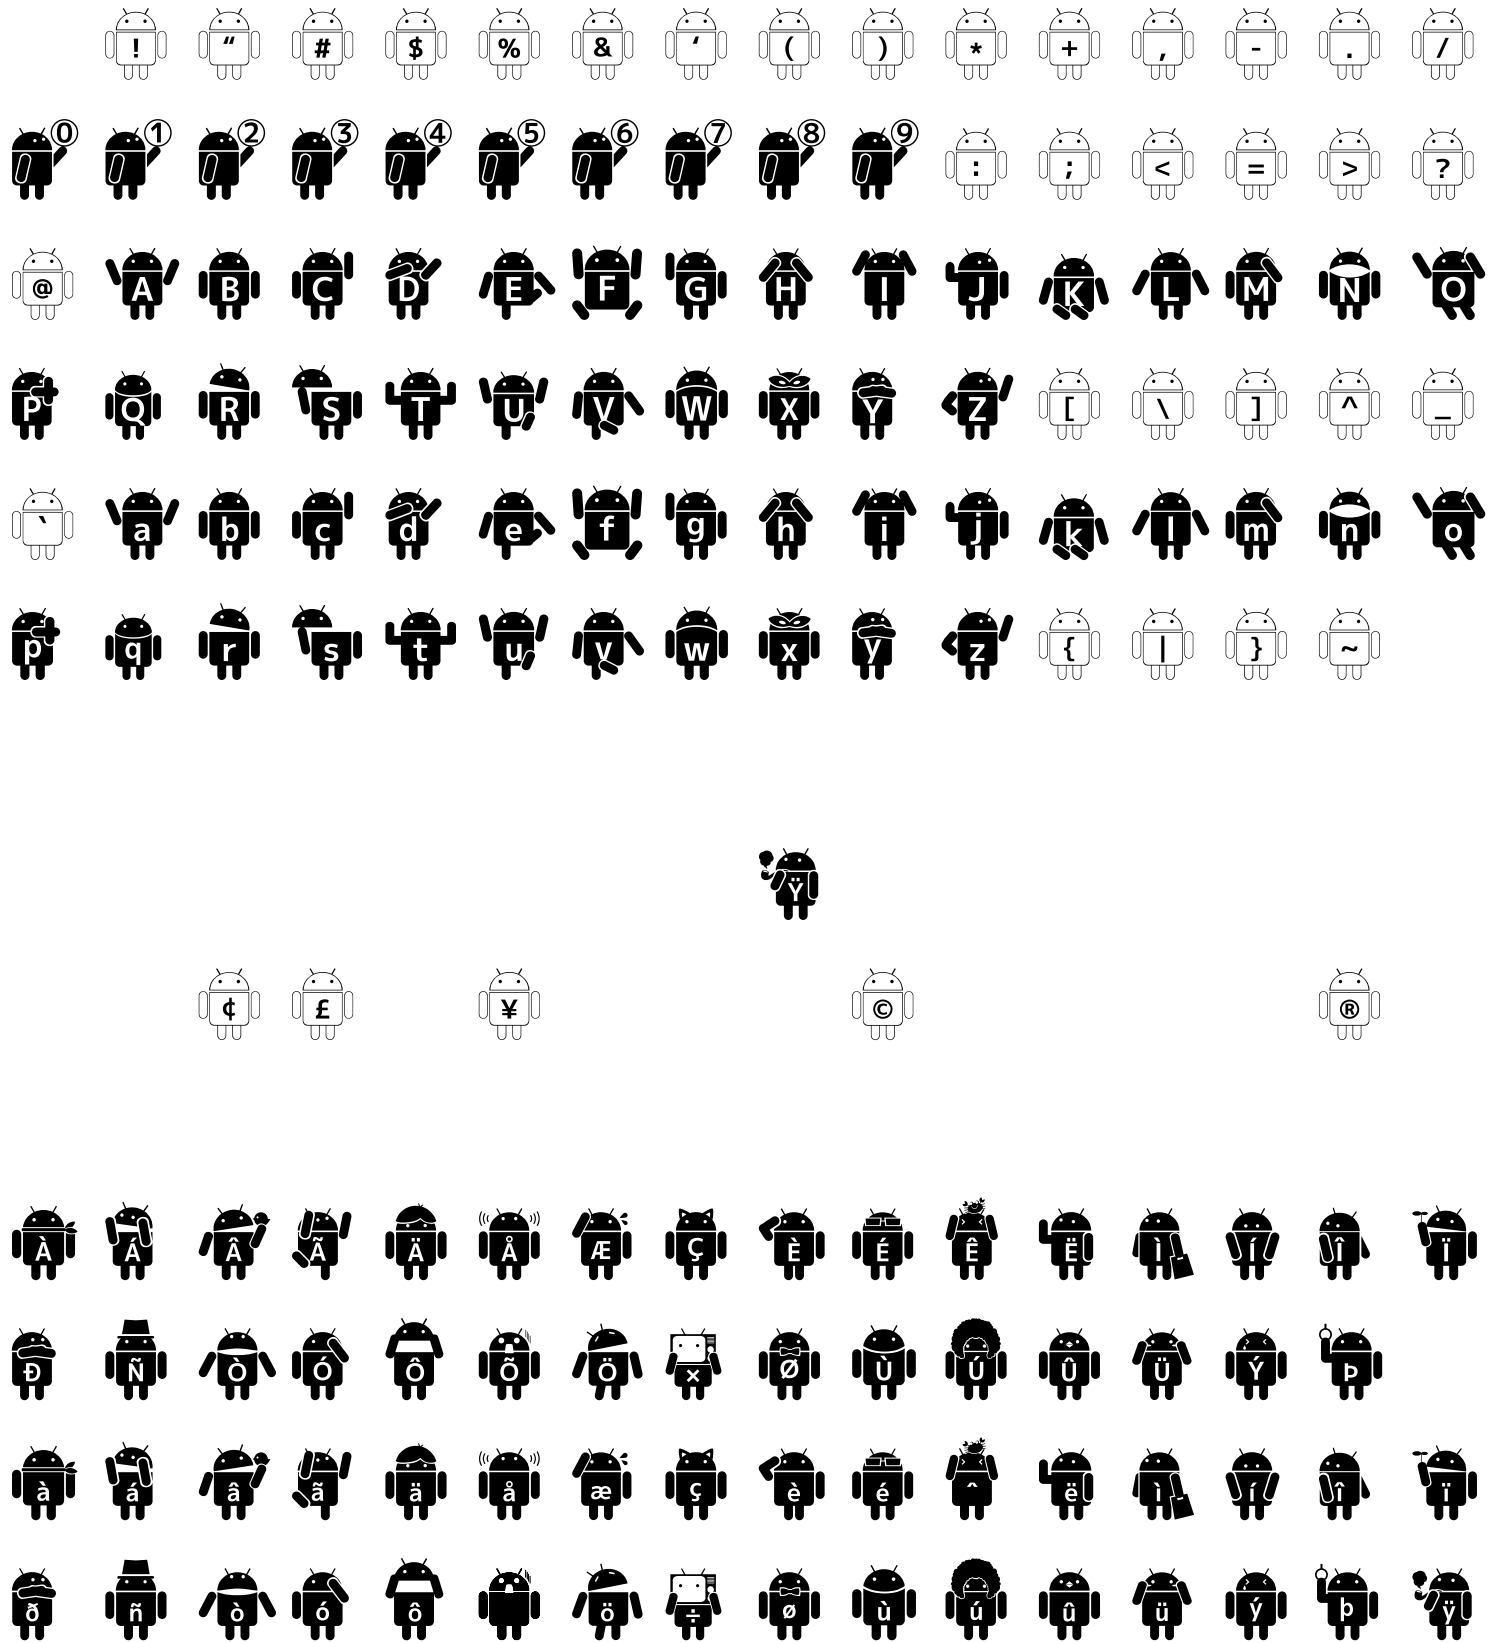 ! “ # $ % & ‘ ( ) * + , - . /
0 1 2 3 4 5 6 7 8 9 : ; < = > ?
@ A B C D E F G H I J K L M N O
P Q R S T U V W X Y Z [ \ ] ^ _
` a b c d e f g h i j k l m n o
p q r s t u v w x y z { | } ~
Ÿ
¢ £ ¥ © ®
À Á Â Ã Ä Å Æ Ç È É Ê Ë Ì Í Î Ï
Ð Ñ Ò Ó Ô Õ Ö × Ø Ù Ú Û Ü Ý Þ
à á â ã ä å æ ç è é ˆ ë ì í î ï
ð ñ ò ó ô ö ÷ ø ù ú û ü ý þ ÿ